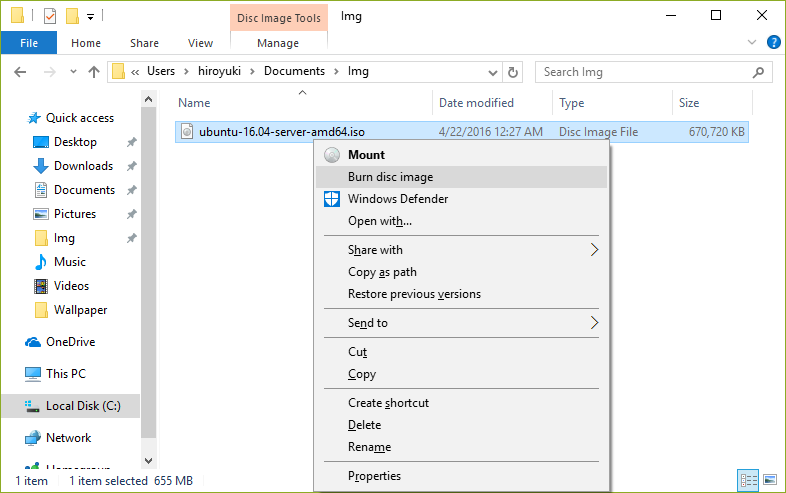 Disc Image Tools
Img
File
Home
Share
View
Manage
« Users > hiroyuki > Documents > Img
Search Img
Name
Date modified
Type
Size
ubuntu-16.04-server-amd64.iso
4/22/2016 12:27 AM
Disc Image File
670,720 KB
Quick access
Desktop
Downloads
Documents
Pictures
Img
Music
Videos
Wallpaper
OneDrive
This PC
Local Disk (C:)
Network
Homegroup
Mount
Burn disc image
Windows Defender
Open with...
Share with
Copy as path
Restore previous versions
Send to
Cut
Copy
Create shortcut
Delete
Rename
Properties
1 item
1 item selected 655 MB